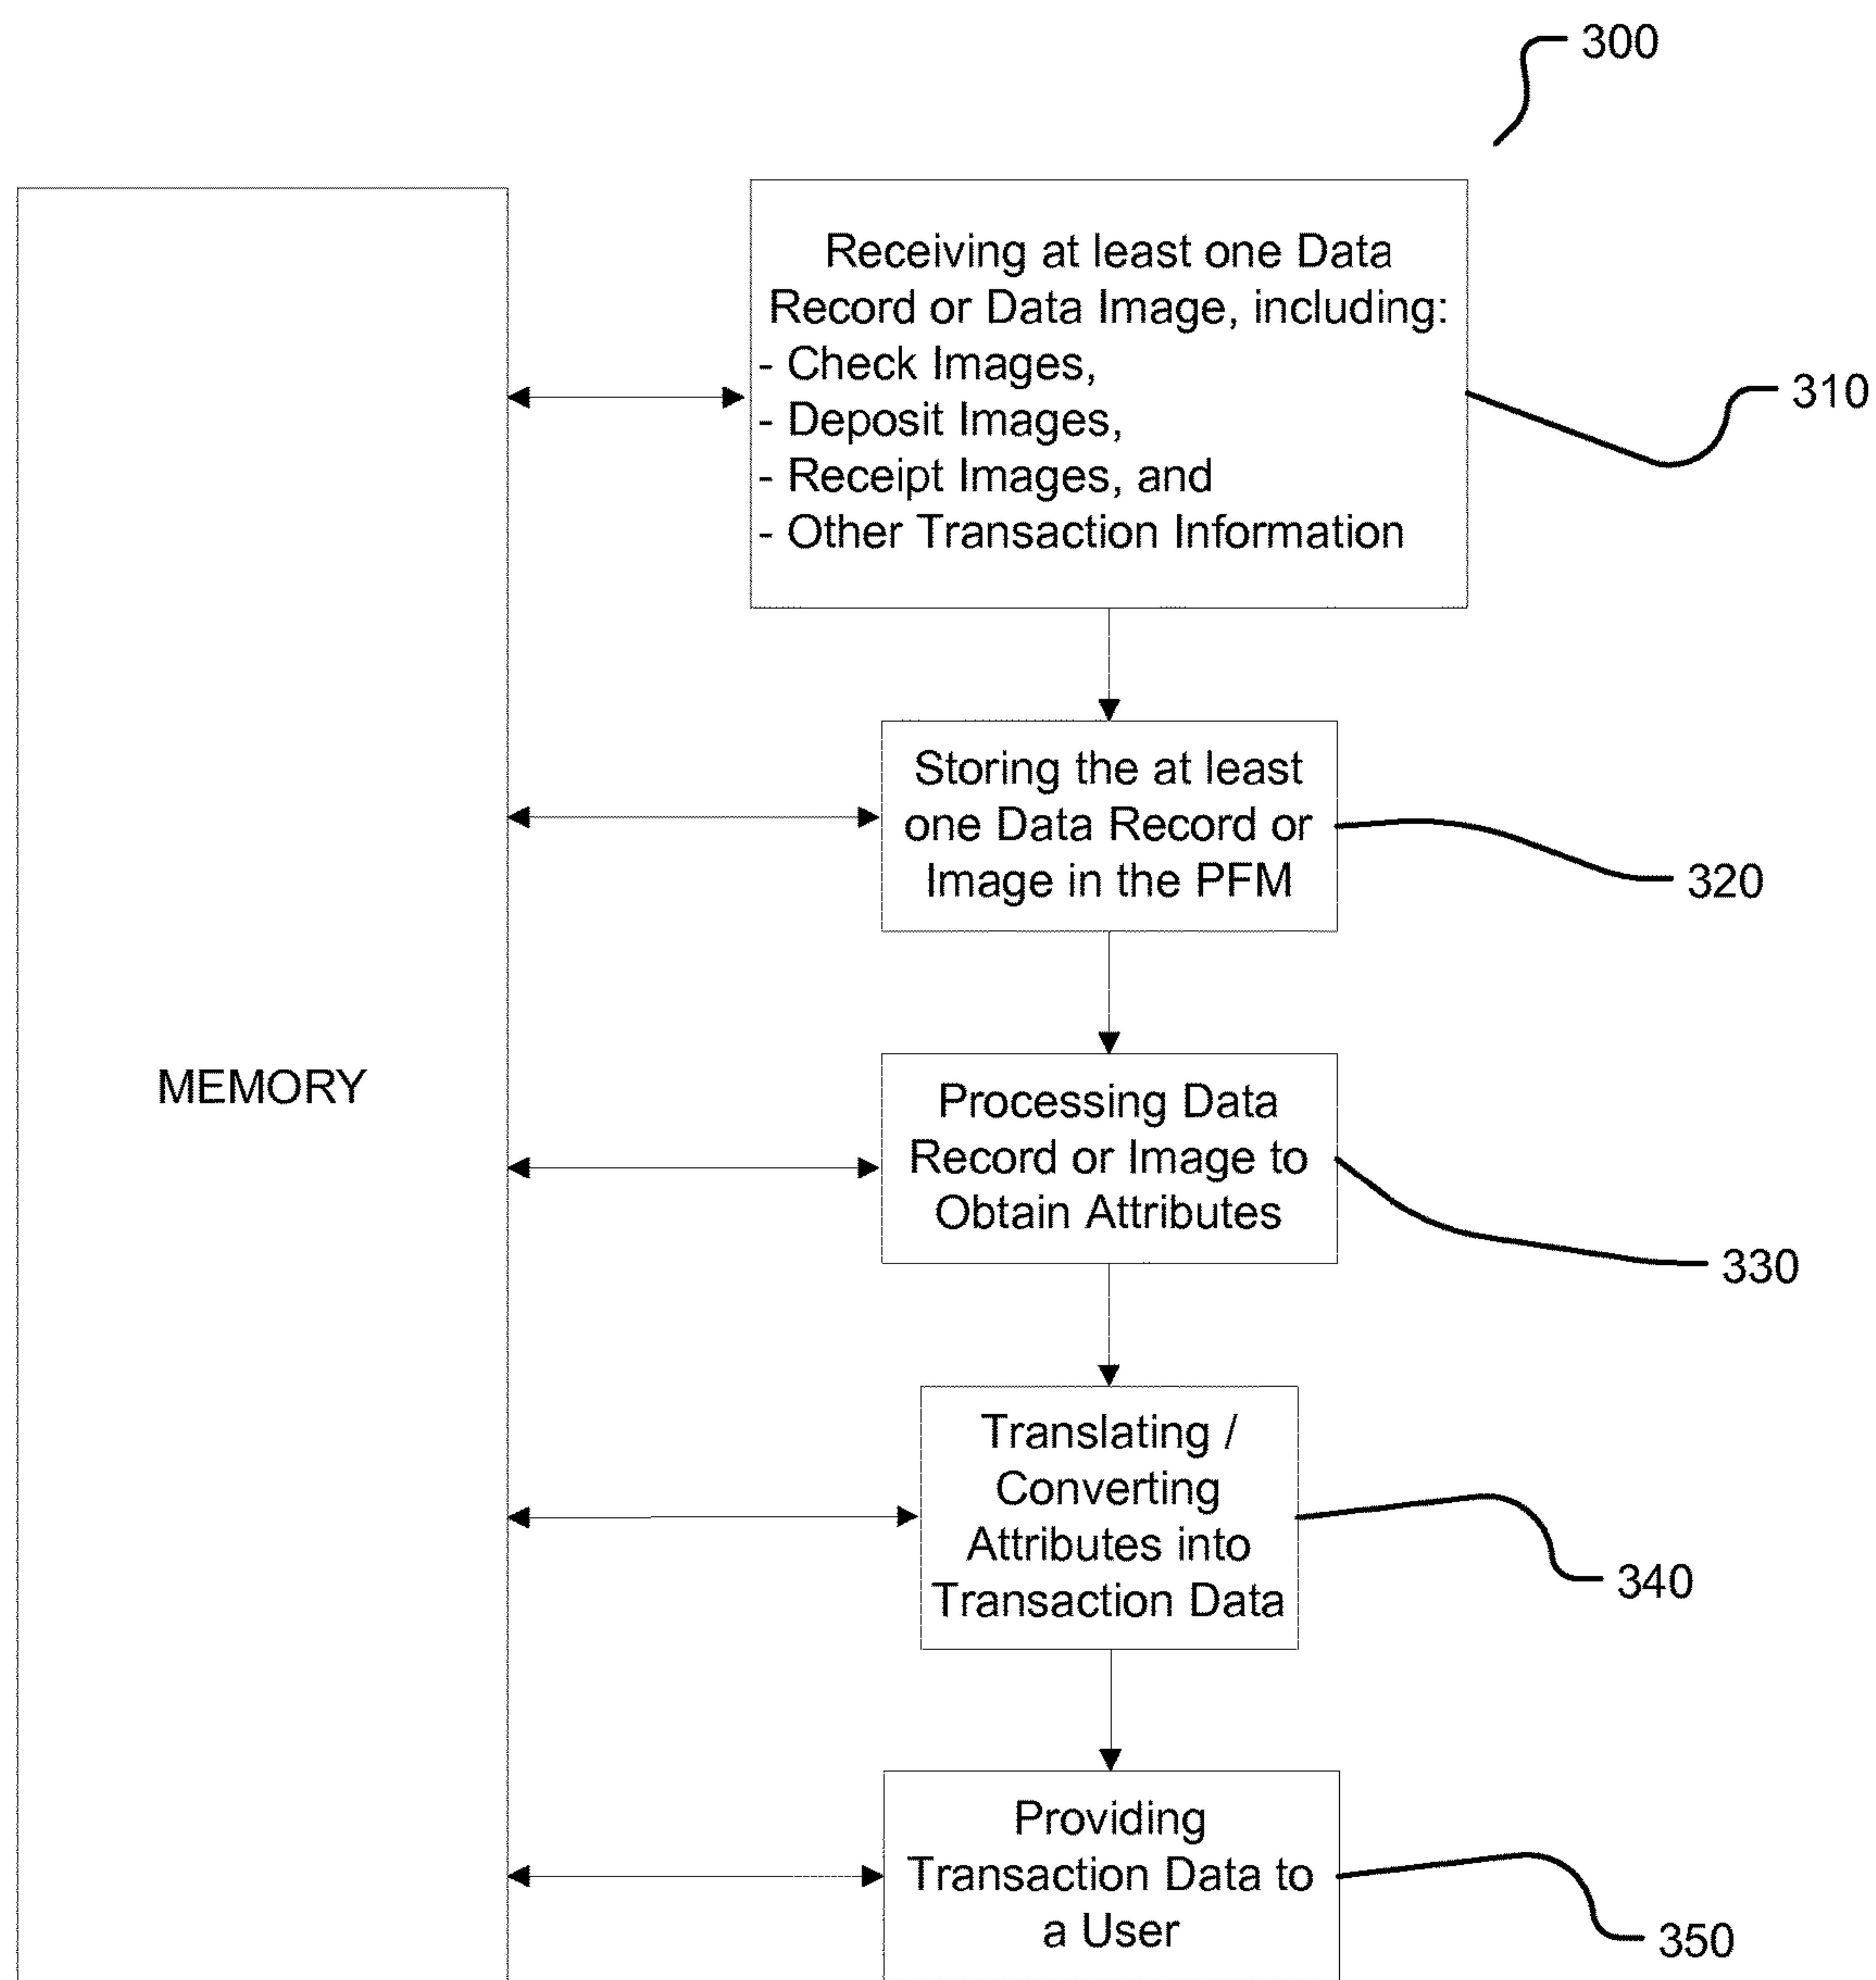 300
Receiving at least one Data
Record or Data Image, including:
- Check Images,
- Deposit Images,
- Receipt Images, and
- Other Transaction Information
310
Storing the at least
one Data Record or
Image in the PFM
320
MEMORY
Processing Data
Record or Image to
Obtain Attributes
330
Translating /
Converting
Attributes into
Transaction Data
340
Providing
Transaction Data to
a User
350